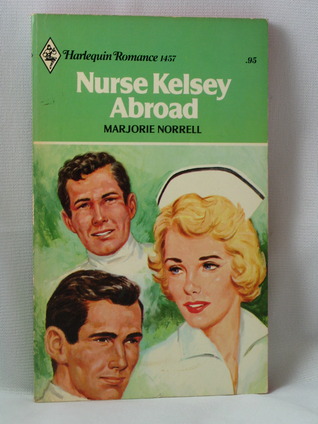 Harlequin Romance 1457
.95
Nurse Kelsey
Abroad
MARJORIE NORRELL